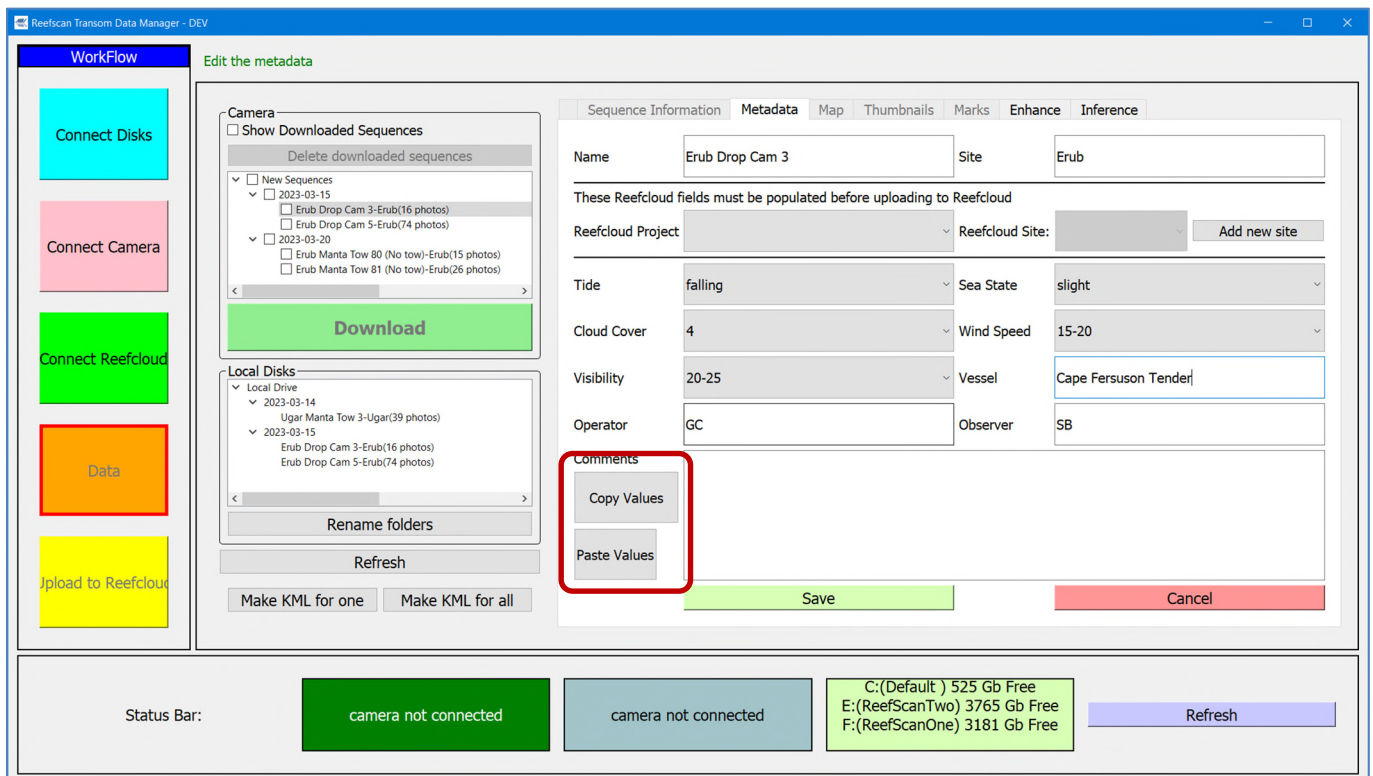 Reefscan Transom Data Manager - DEV
WorkFlow
Edit the metadata
Connect Disks
Connect Camera
Connect Reefcloud
Data
Upload to Reefcloud
Camera
Show Downloaded Sequences
Delete downloaded sequences
New Sequences
2023-03-15
Erub Drop Cam 3-Erub(16 photos)
Erub Drop Cam 5-Erub(74 photos)
2023-03-20
Erub Manta Tow 80 (No tow)-Erub(15 photos)
Erub Manta Tow 81 (No tow)-Erub(26 photos)
Download
Local Disks
Local Drive
2023-03-14
Ugar Manta Tow 3-Ugar(39 photos)
2023-03-15
Erub Drop Cam 3-Erub(16 photos)
Erub Drop Cam 5-Erub(74 photos)
Rename folders
Refresh
Make KML for one Make KML for all
Sequence Information Metadata Map Thumbnails Marks Enhance Inference
Name Erub Drop Cam 3 Site Erub
These Reefcloud fields must be populated before uploading to Reefcloud
Reefcloud Project Reefcloud Site: Add new site
Tide falling Sea State slight
Cloud Cover 4 Wind Speed 15-20
Visibility 20-25 Vessel Cape Fersuson Tender
Operator GC Observer SB
Comments
Copy Values
Paste Values
Save Cancel
Status Bar:
camera not connected
camera not connected
C:(Default ) 525 Gb Free
E:(ReefScanTwo) 3765 Gb Free
F:(ReefScanOne) 3181 Gb Free
Refresh